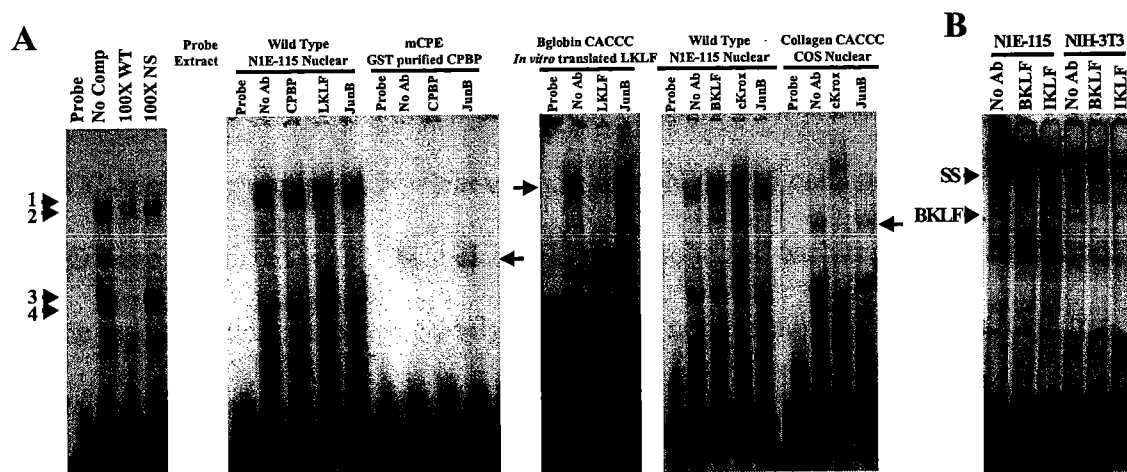 A
B
Probe
Extract
Wild Type
N1E-115 Nuclear
mCPE
GST purified CPBP
Bglobin CACCC
In vitro translated LKLF
Wild Type
N1E-115 Nuclear
Collagen CACCC
COS Nuclear
N1E-115
NIH-3T3
Probe
No Comp
100X WT
100X NS
Probe
No Ab
CPBP
LKLF
JunB
Probe
No Ab
CPBP
JunB
Probe
No Ab
LKLF
JunB
Probe
No Ab
BKLF
cKrox
JunB
Probe
No Ab
cKrox
JunB
No Ab
BKLF
IKLF
No Ab
BKLF
IKLF
1
2
3
4
SS
BKLF